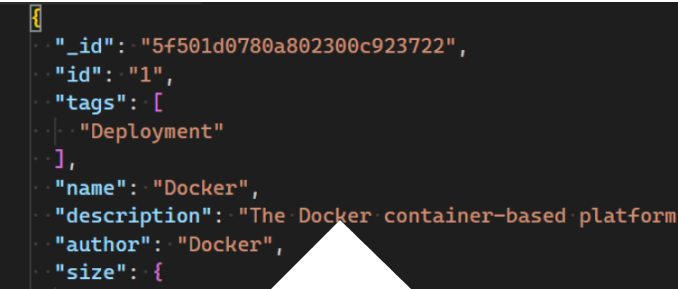 {
"_id": "5f501d0780a802300c923722",
"id": "1",
"tags": [
"Deployment"
],
"name": "Docker",
"description": "The Docker container-based platform
"author": "Docker",
"size": {